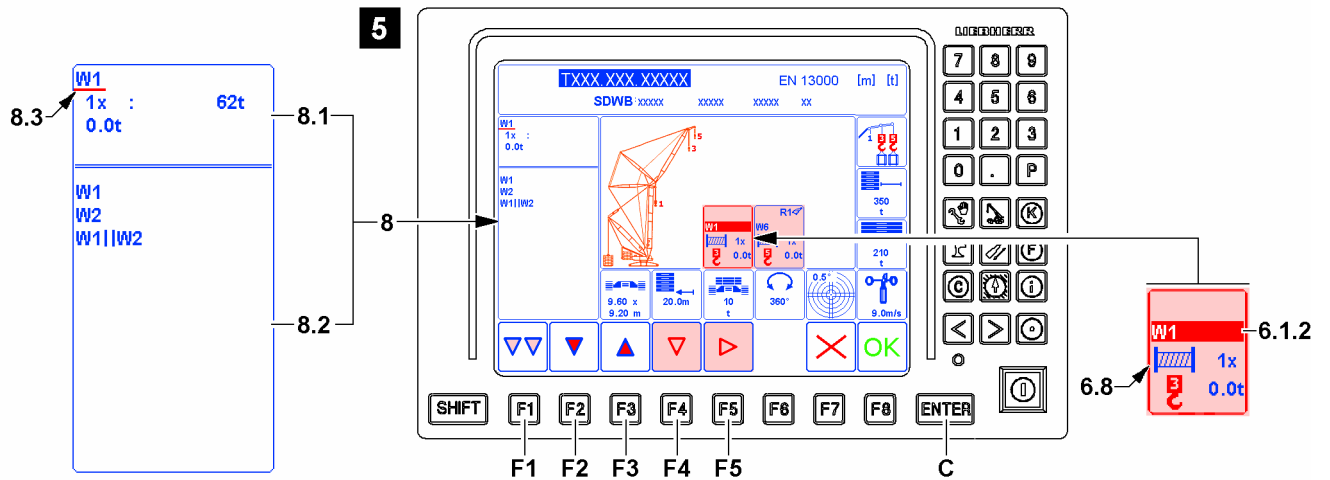 5
W1
1x : 62t
0.0t
W1
W2
W1||W2
8.3
8.1
8
8.2
LIEBHERR
TXXX XXX XXXXX
EN 13000 [m] [t]
SDWB xxxxx xxxxx xxxxx xx
W1
1x :
0.0t
W1
W2
W1||W2
5
3
1
1
3 5
350
t
210
t
R1
W1
1x
3
0.0t
W6
1x
0.0t
9.60 x
9.20 m
20.0m
10
t
360°
0.5°
9.0m/s
OK
7 8 9
4 5 6
1 2 3
0 . P
K
F
C i
< >
SHIFT F1 F2 F3 F4 F5 F6 F7 F8 ENTER
F1 F2 F3 F4 F5 C
W1
1x
3
0.0t
6.1.2
6.8